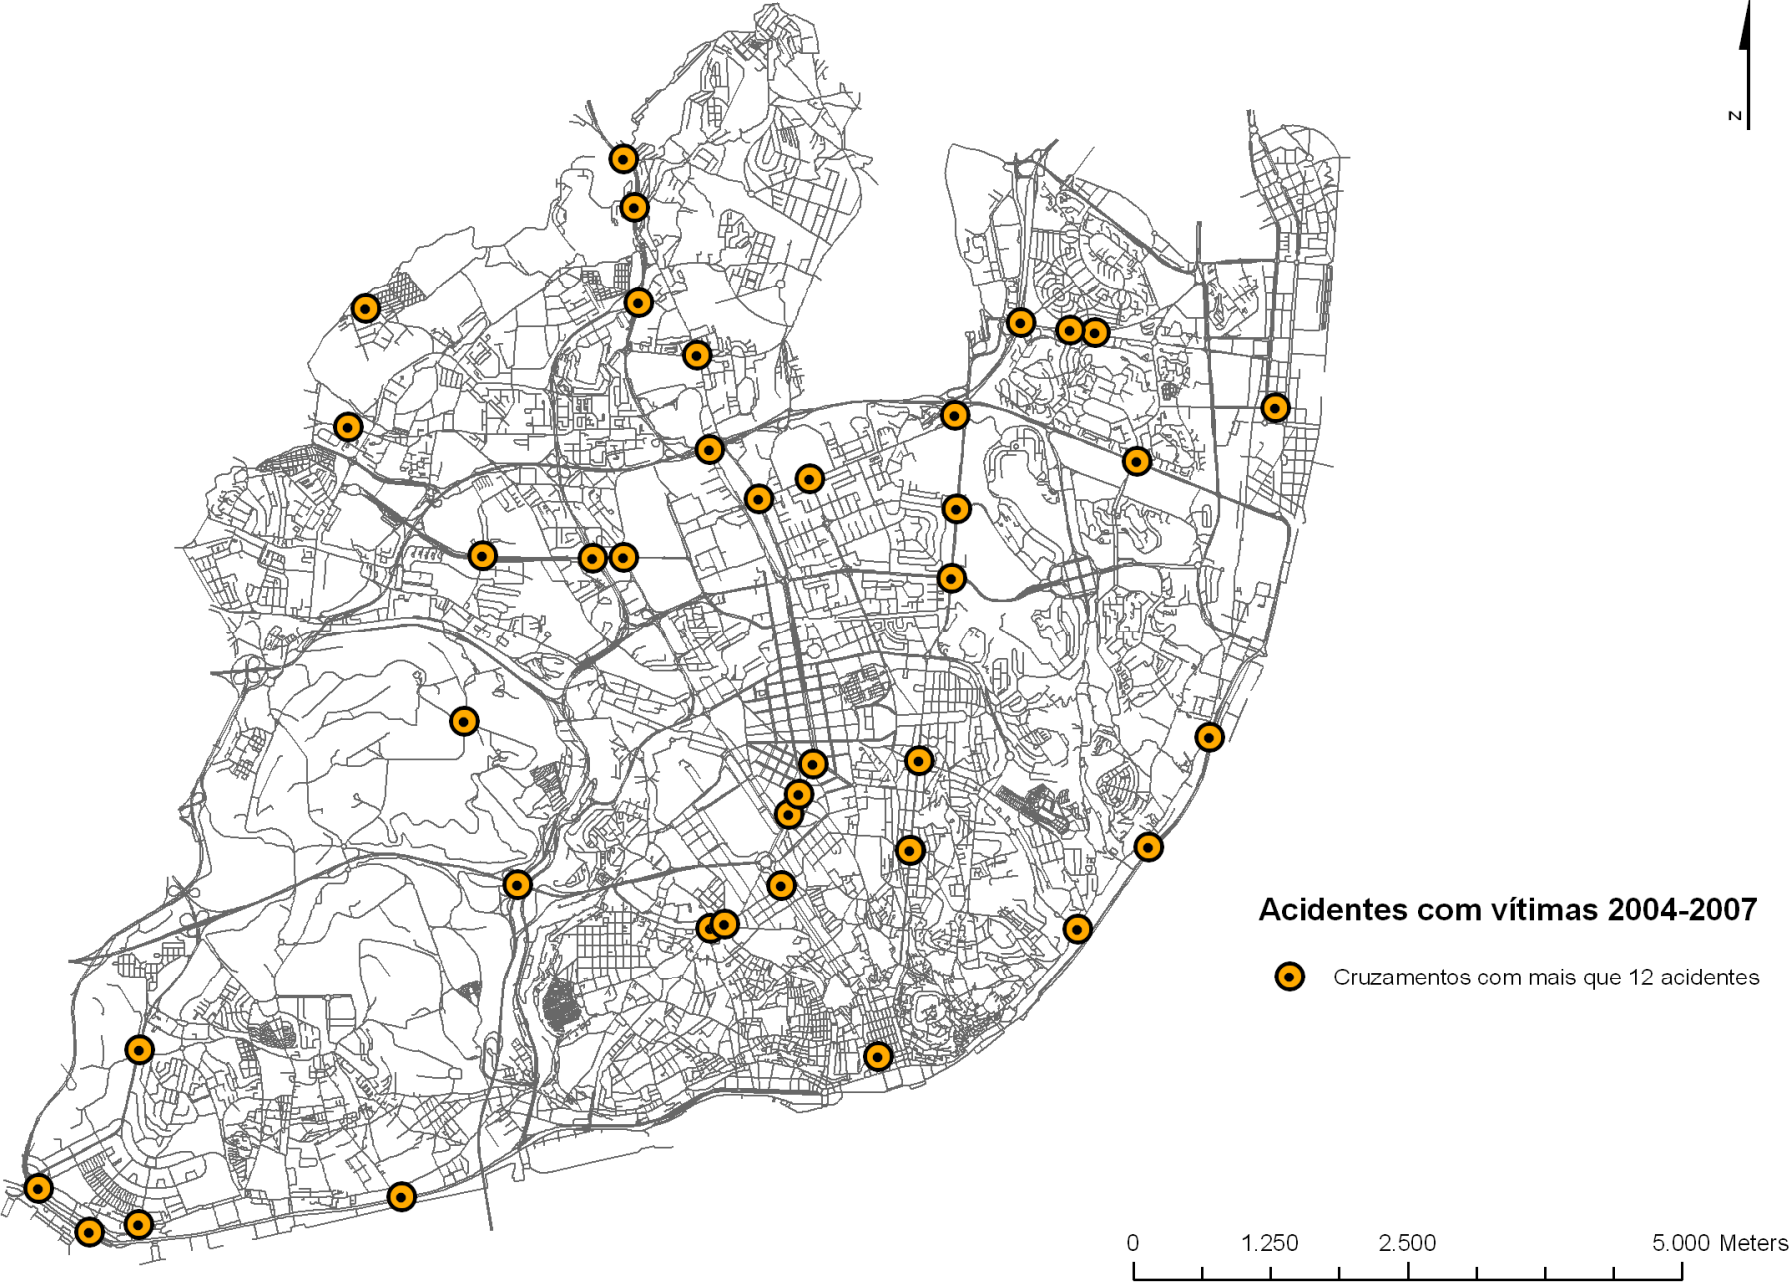 z
Acidentes com vítimas 2004-2007
Cruzamentos com mais que 12 acidentes
0 1.250 2.500 5.000 Meters